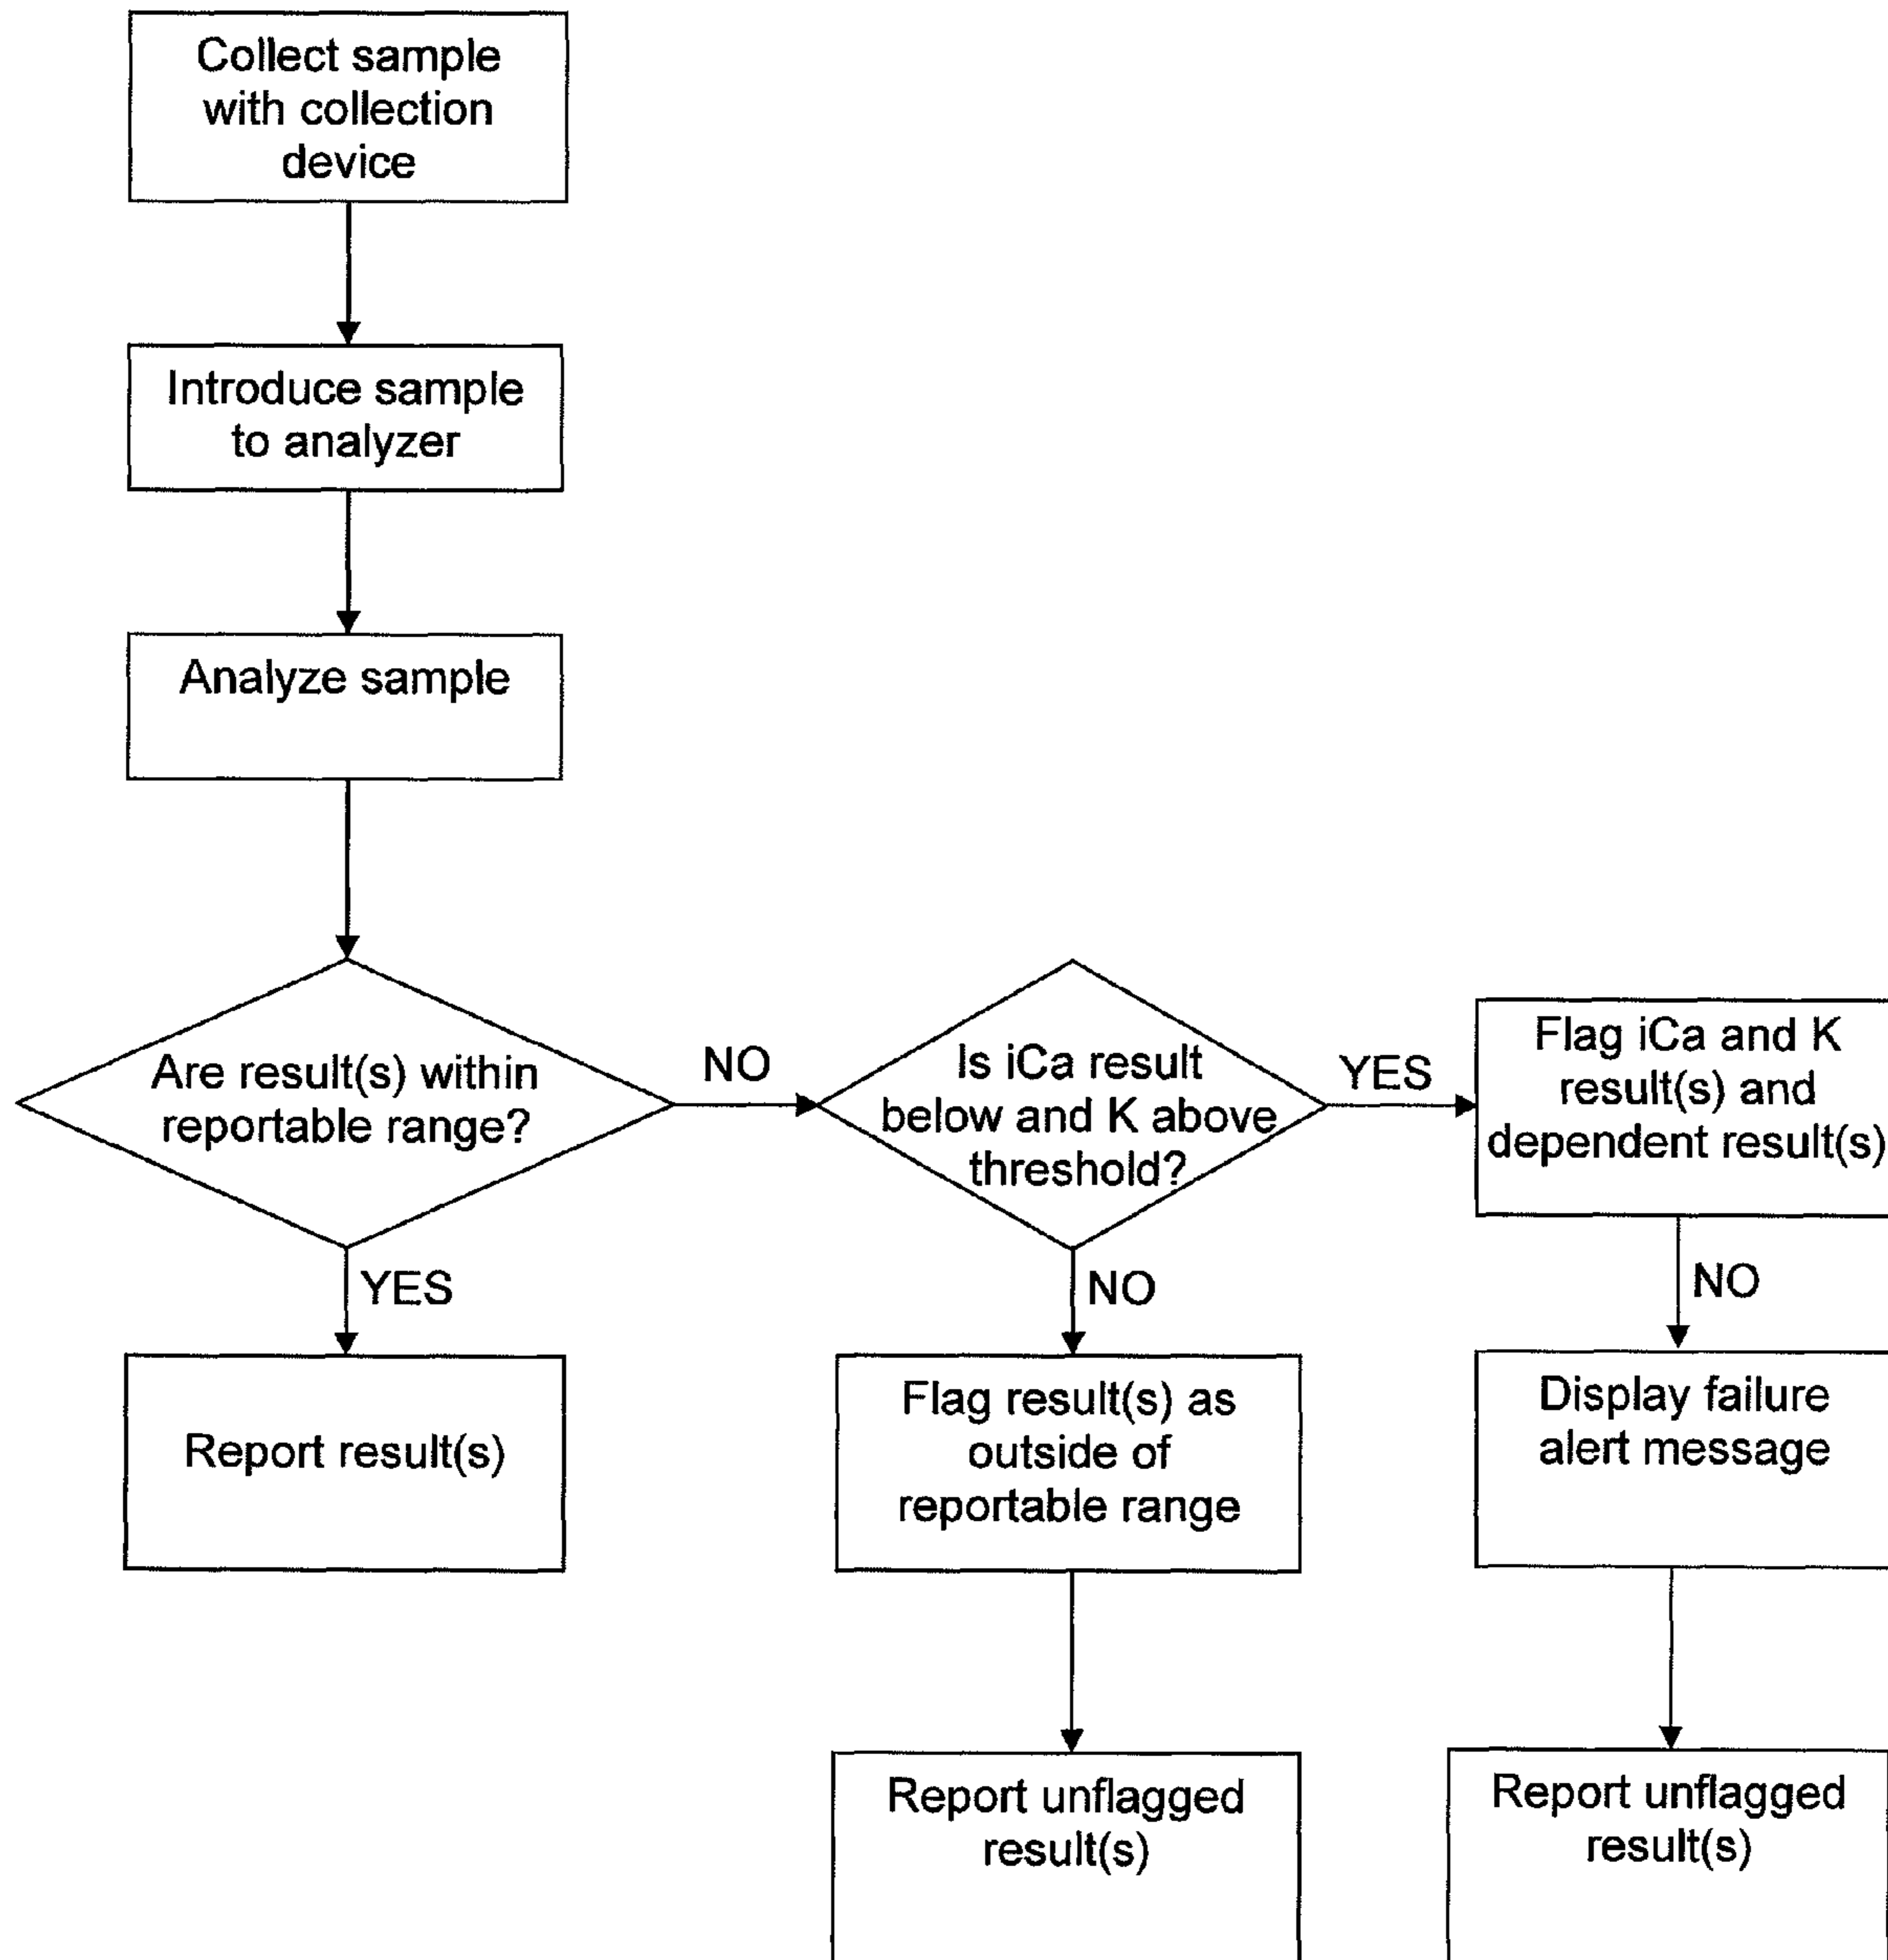 Collect sample
with collection
device
Introduce sample
to analyzer
Analyze sample
Are result(s) within
reportable range?
NO
Is iCa result
below and K above
threshold?
YES
Flag iCa and K
result(s) and
dependent result(s)
YES
NO
NO
Report result(s)
Flag result(s) as
outside of
reportable range
Display failure
alert message
Report unflagged
result(s)
Report unflagged
result(s)